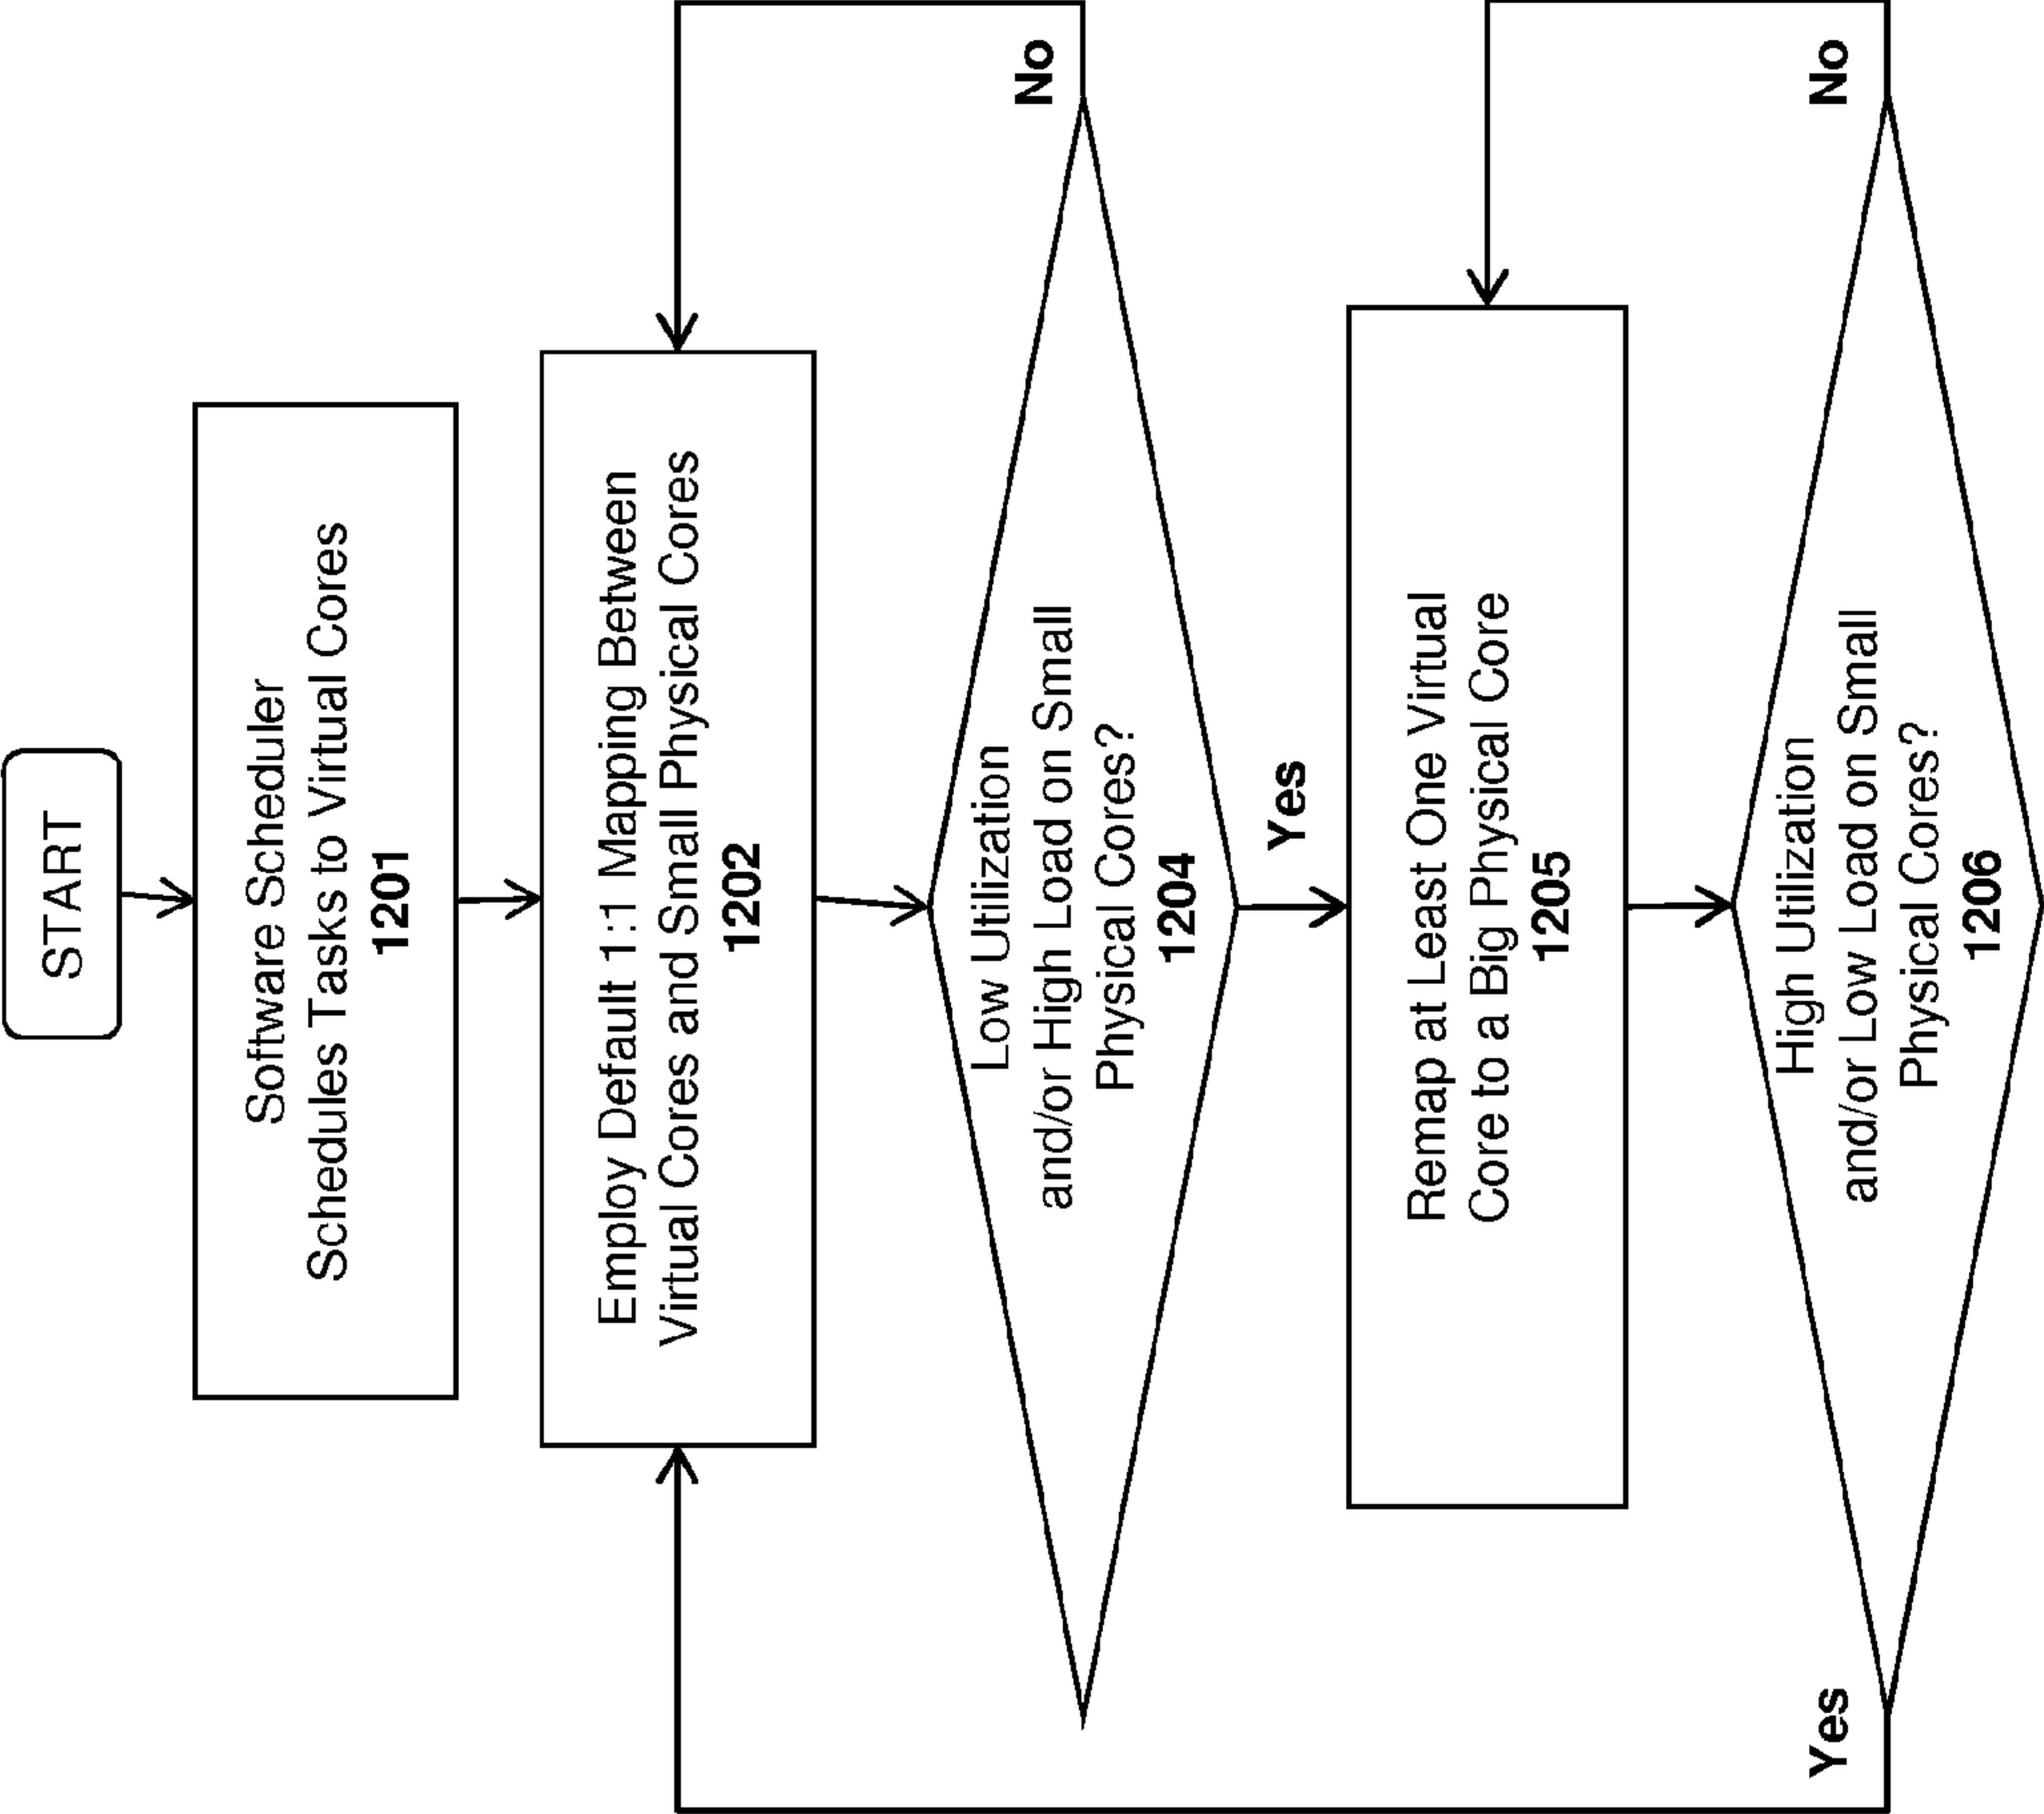 START
Software Scheduler
Schedules Tasks to Virtual Cores
1201
Employ Default 1:1 Mapping Between
Virtual Cores and Small Physical Cores
1202
Low Utilization
and/or High Load on Small
Physical Cores?
1204
No
Yes
Remap at Least One Virtual
Core to a Big Physical Core
1205
High Utilization
and/or Low Load on Small
Physical Cores?
1206
Yes
No